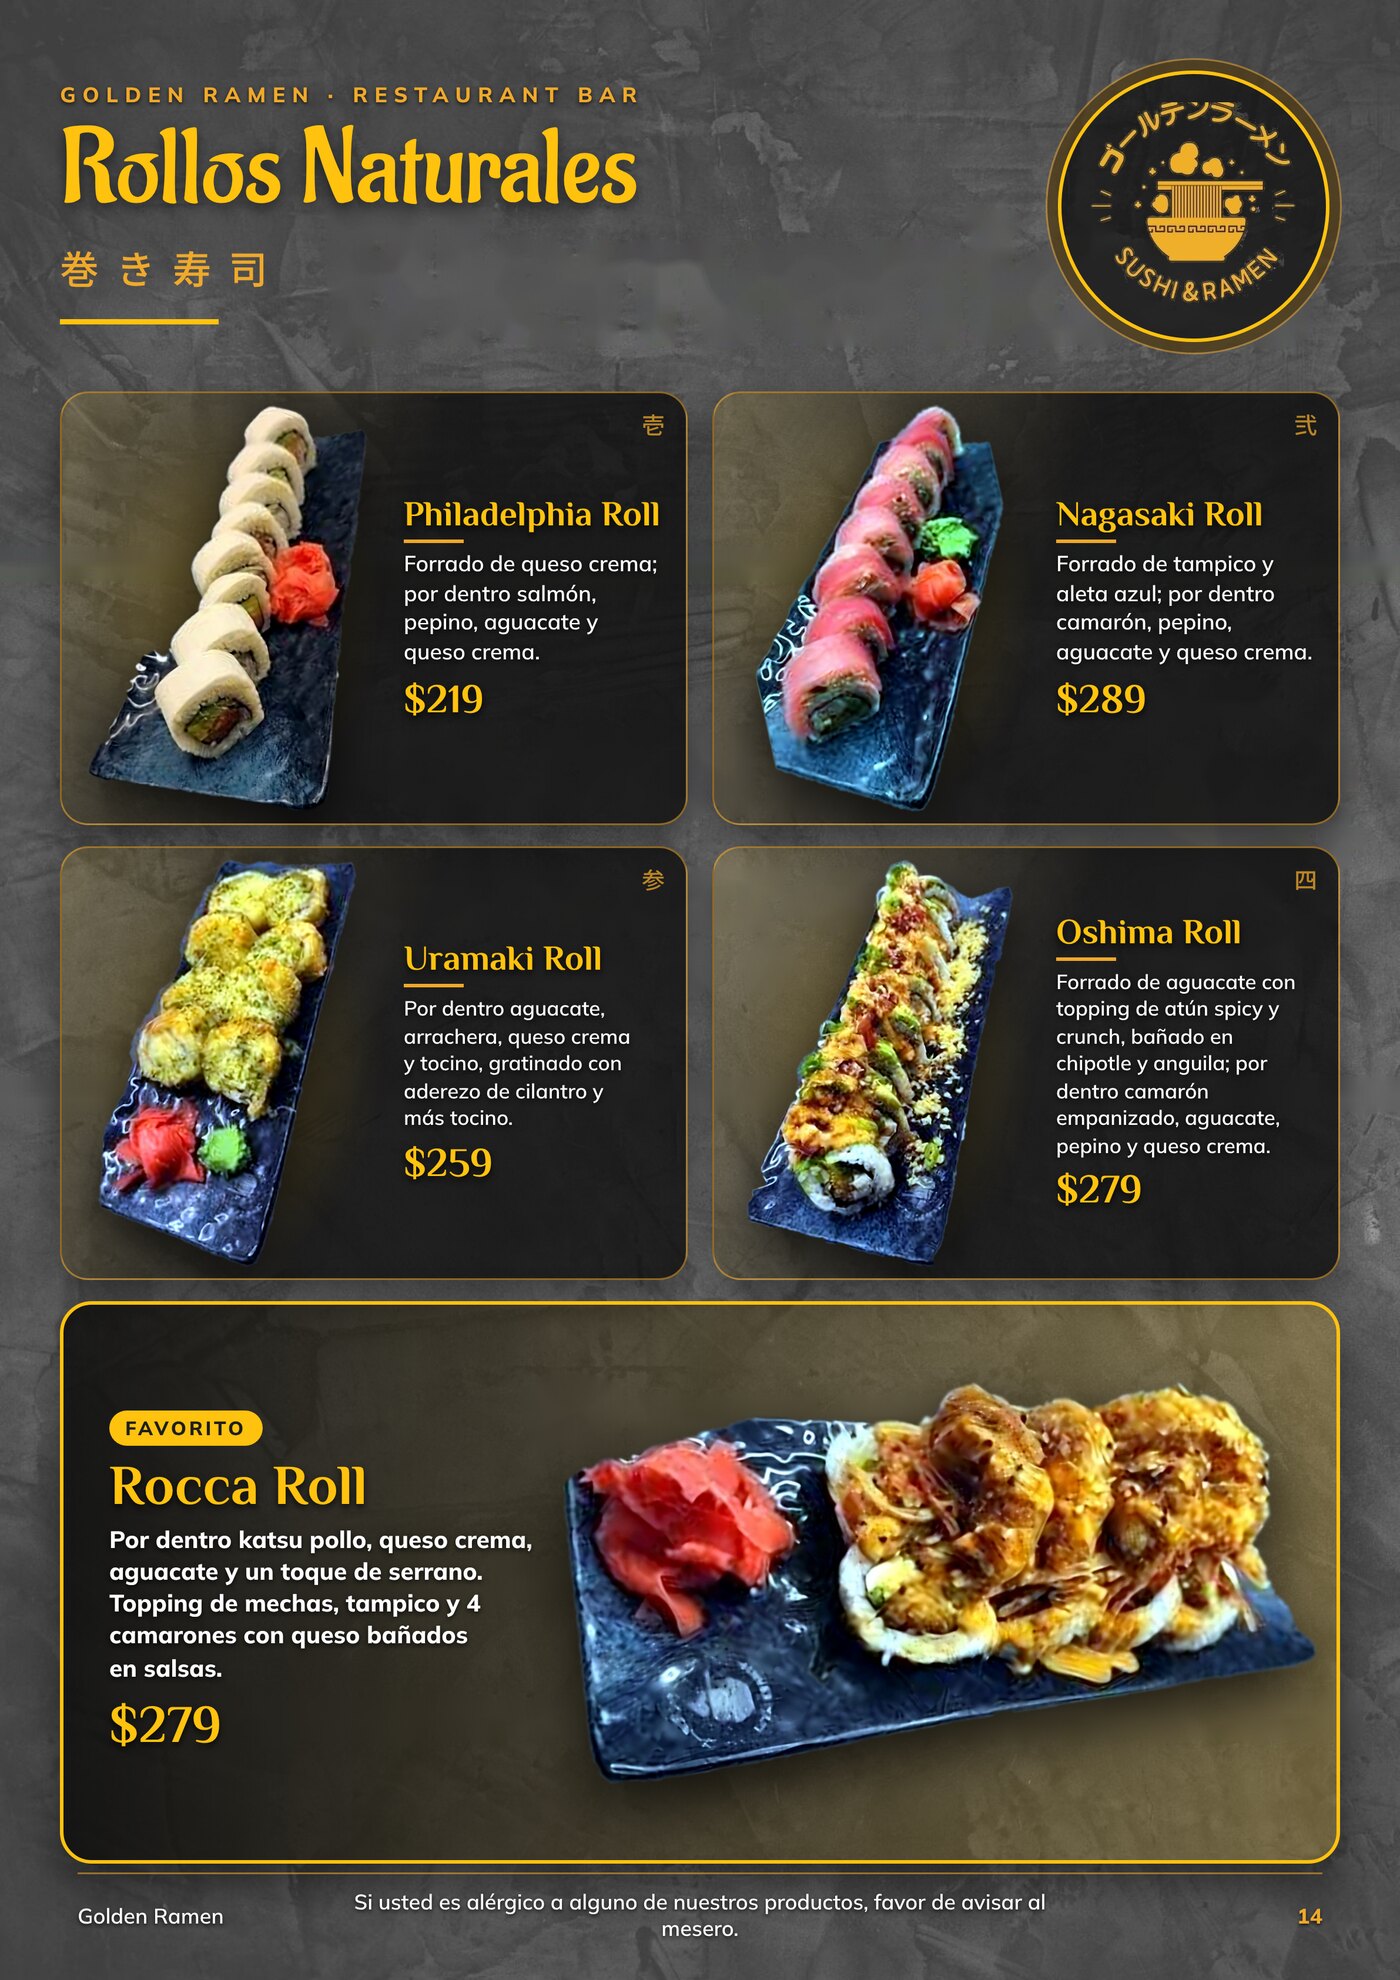 GOLDEN RAMEN · RESTAURANT BAR
Rollos Naturales
巻き寿司
ゴールデンラーメン
SUSHI & RAMEN
壱
Philadelphia Roll
Forrado de queso crema;
por dentro salmón,
pepino, aguacate y
queso crema.
$219
弐
Nagasaki Roll
Forrado de tampico y
aleta azul; por dentro
camarón, pepino,
aguacate y queso crema.
$289
参
Uramaki Roll
Por dentro aguacate,
arrachera, queso crema
y tocino, gratinado con
aderezo de cilantro y
más tocino.
$259
四
Oshima Roll
Forrado de aguacate con
topping de atún spicy y
crunch, bañado en
chipotle y anguila; por
dentro camarón
empanizado, aguacate,
pepino y queso crema.
$279
FAVORITO
Rocca Roll
Por dentro katsu pollo, queso crema,
aguacate y un toque de serrano.
Topping de mechas, tampico y 4
camarones con queso bañados
en salsas.
$279
Golden Ramen
Si usted es alérgico a alguno de nuestros productos, favor de avisar al
mesero.
14